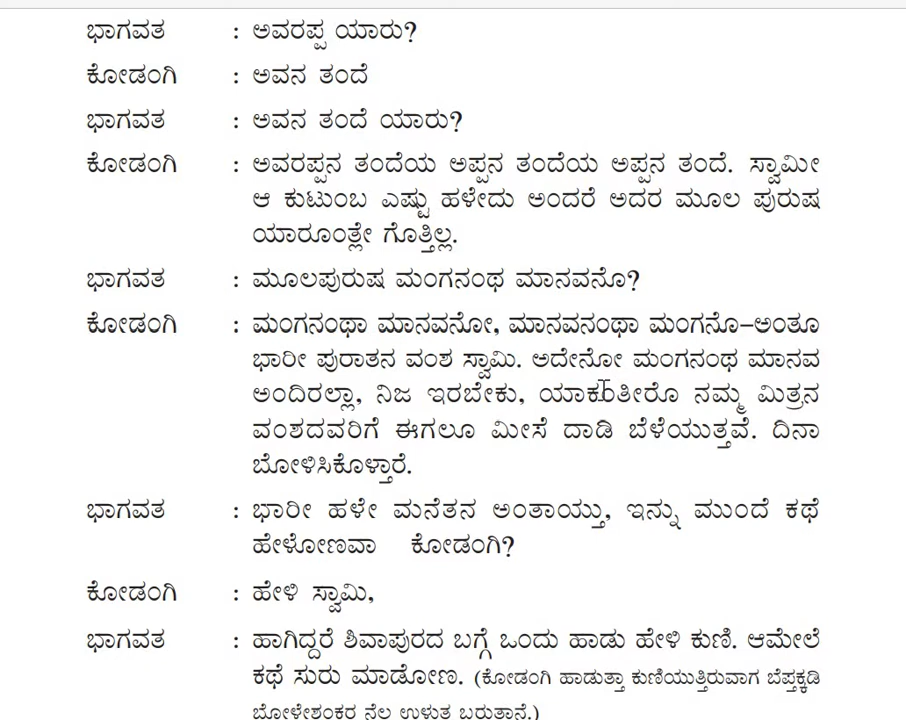 ಭಾಗವತ : ಅವರಪ್ಪ ಯಾರು?
ಕೋಡಂಗಿ : ಅವನ ತಂದೆ
ಭಾಗವತ : ಅವನ ತಂದೆ ಯಾರು?
ಕೋಡಂಗಿ : ಅವರಪ್ಪನ ತಂದೆಯ ಅಪ್ಪನ ತಂದೆಯ ಅಪ್ಪನ ತಂದೆ. ಸ್ವಾಮೀ
ಆ ಕುಟುಂಬ ಎಷ್ಟು ಹಳೇದು ಅಂದರೆ ಅದರ ಮೂಲ ಪುರುಷ
ಯಾರೂಂತ್ಲೇ ಗೊತ್ತಿಲ್ಲ.
ಭಾಗವತ : ಮೂಲಪುರುಷ ಮಂಗನಂಥ ಮಾನವನೊ?
ಕೋಡಂಗಿ : ಮಂಗನಂಥಾ ಮಾನವನೋ, ಮಾನವನಂಥಾ ಮಂಗನೊ–ಅಂತೂ
ಭಾರೀ ಪುರಾತನ ವಂಶ ಸ್ವಾಮಿ. ಅದೇನೋ ಮಂಗನಂಥ ಮಾನವ
ಅಂದಿರಲ್ಲಾ, ನಿಜ ಇರಬೇಕು, ಯಾಕಂತೀರೊ ನಮ್ಮ ಮಿತ್ರನ
ವಂಶದವರಿಗೆ ಈಗಲೂ ಮೀಸೆ ದಾಡಿ ಬೆಳೆಯುತ್ತವೆ. ದಿನಾ
ಬೋಳಿಸಿಕೊಳ್ತಾರೆ.
ಭಾಗವತ : ಭಾರೀ ಹಳೇ ಮನೆತನ ಅಂತಾಯ್ತು, ಇನ್ನು ಮುಂದೆ ಕಥೆ
ಹೇಳೋಣವಾ ಕೋಡಂಗಿ?
ಕೋಡಂಗಿ : ಹೇಳಿ ಸ್ವಾಮಿ,
ಭಾಗವತ : ಹಾಗಿದ್ದರೆ ಶಿವಾಪುರದ ಬಗ್ಗೆ ಒಂದು ಹಾಡು ಹೇಳಿ ಕುಣಿ. ಆಮೇಲೆ
ಕಥೆ ಸುರು ಮಾಡೋಣ. (ಕೋಡಂಗಿ ಹಾಡುತ್ತಾ ಕುಣಿಯುತ್ತಿರುವಾಗ ಬೆಪ್ತಕ್ಕಡಿ
ಬೋಳೇಶಂಕರ ನೆಲ ಉಳುತ್ತ ಬರುತ್ತಾನೆ.)